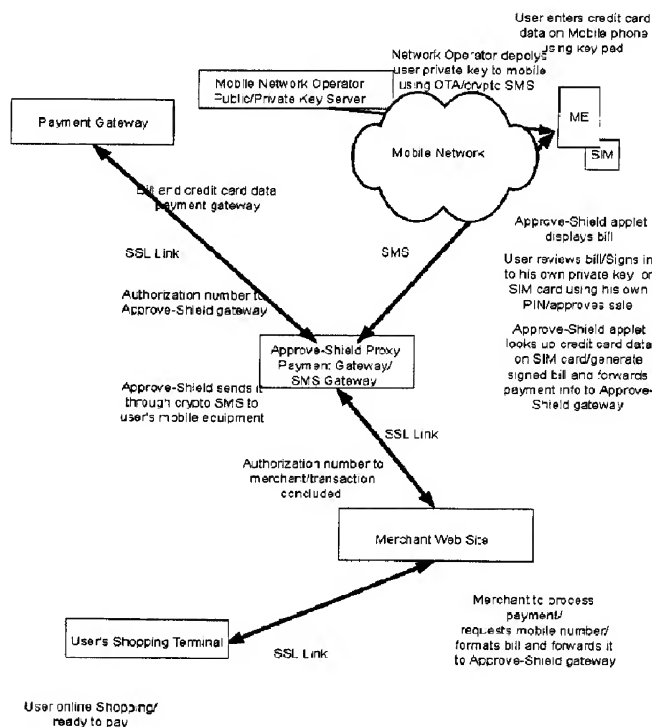 User enters credit card
data on Mobile phone
using key pad
Network Operator depolys
user private key to mobile
using OTA/crypto SMS
Mobile Network Operator
Public/Private Key Server
Payment Gateway
ME
SIM
Mobile Network
Bill and credit card data
payment gateway
SSL Link
SMS
Approve-Shield applet
displays bill
User reviews bill/Signs in
to his own private key on
SIM card using his own
PIN/approves sale
Authorization number to
Approve-Shield gateway
Approve-Shield applet
looks up credit card data
on SIM card/generate
signed bill and forwards
payment info to Approve-
Shield gateway
Approve-Shield Proxy
Payment Gateway/
SMS Gateway
Approve-Shield sends it
through crypto SMS to
user's mobile equipment
SSL Link
Authorization number to
merchant/transaction
concluded
Merchant Web Site
Merchant to process
payment/
requests mobile number/
formats bill and forwards it
to Approve-Shield gateway
User's Shopping Terminal
SSL Link
User online Shopping/
ready to pay